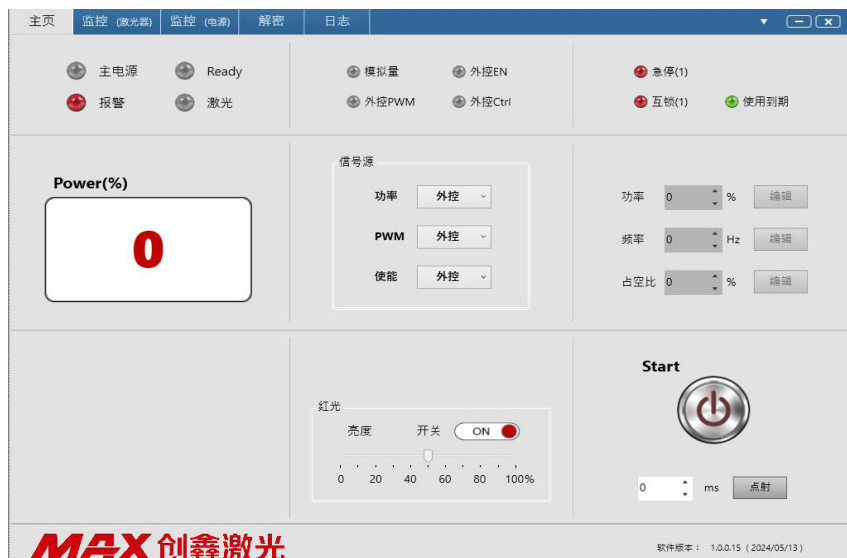 主页 监控 (激光器) 监控 (电源) 解密 日志
主电源 Ready 模拟量 外控EN 急停(1)
报警 激光 外控PWM 外控Ctrl 互锁(1) 使用到期
信号源
Power(%)
0
功率 外控
PWM 外控
使能 外控
功率 0 % 编辑
频率 0 Hz 编辑
占空比 0 % 编辑
红光
亮度 开关 ON
0 20 40 60 80 100%
Start
0 ms 点射
MAX 创鑫激光
软件版本： 1.0.0.15 (2024/05/13)